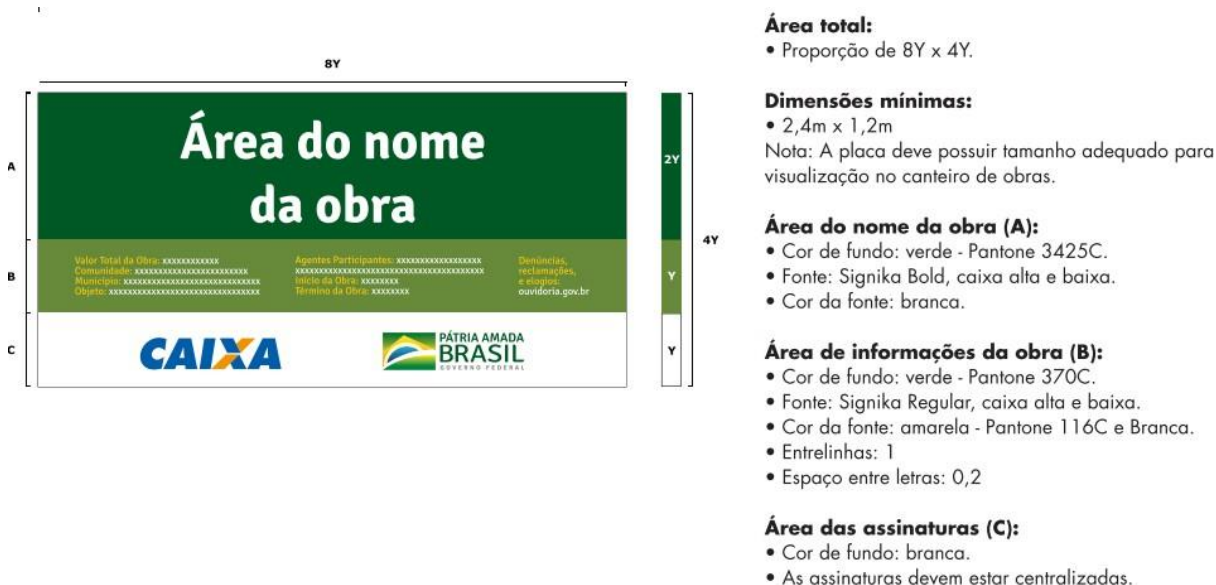 8Y
A
B
C
Área do nome
da obra
Valor Total da Obra: xxxxxxxxxxxx
Comunidade: xxxxxxxxxxxxxxxxxxxxxxxx
Município: xxxxxxxxxxxxxxxxxxxxxxxxxxxxx
Objeto: xxxxxxxxxxxxxxxxxxxxxxxxxxxxxxxx
Agentes Participantes: xxxxxxxxxxxxxxxxxx
xxxxxxxxxxxxxxxxxxxxxxxxxxxxxxxxxxxxxxxx
Início da Obra: xxxxxxxx
Término da Obra: xxxxxxxx
Denúncias,
reclamações,
e elogios:
ouvidoria.gov.br
CAIXA
PÁTRIA AMADA
BRASIL
GOVERNO FEDERAL
2Y
Y
Y
4Y
Área total:
• Proporção de 8Y x 4Y.
Dimensões mínimas:
• 2,4m x 1,2m
Nota: A placa deve possuir tamanho adequado para
visualização no canteiro de obras.
Área do nome da obra (A):
• Cor de fundo: verde - Pantone 3425C.
• Fonte: Signika Bold, caixa alta e baixa.
• Cor da fonte: branca.
Área de informações da obra (B):
• Cor de fundo: verde - Pantone 370C.
• Fonte: Signika Regular, caixa alta e baixa.
• Cor da fonte: amarela - Pantone 116C e Branca.
• Entrelinhas: 1
• Espaço entre letras: 0,2
Área das assinaturas (C):
• Cor de fundo: branca.
• As assinaturas devem estar centralizadas.